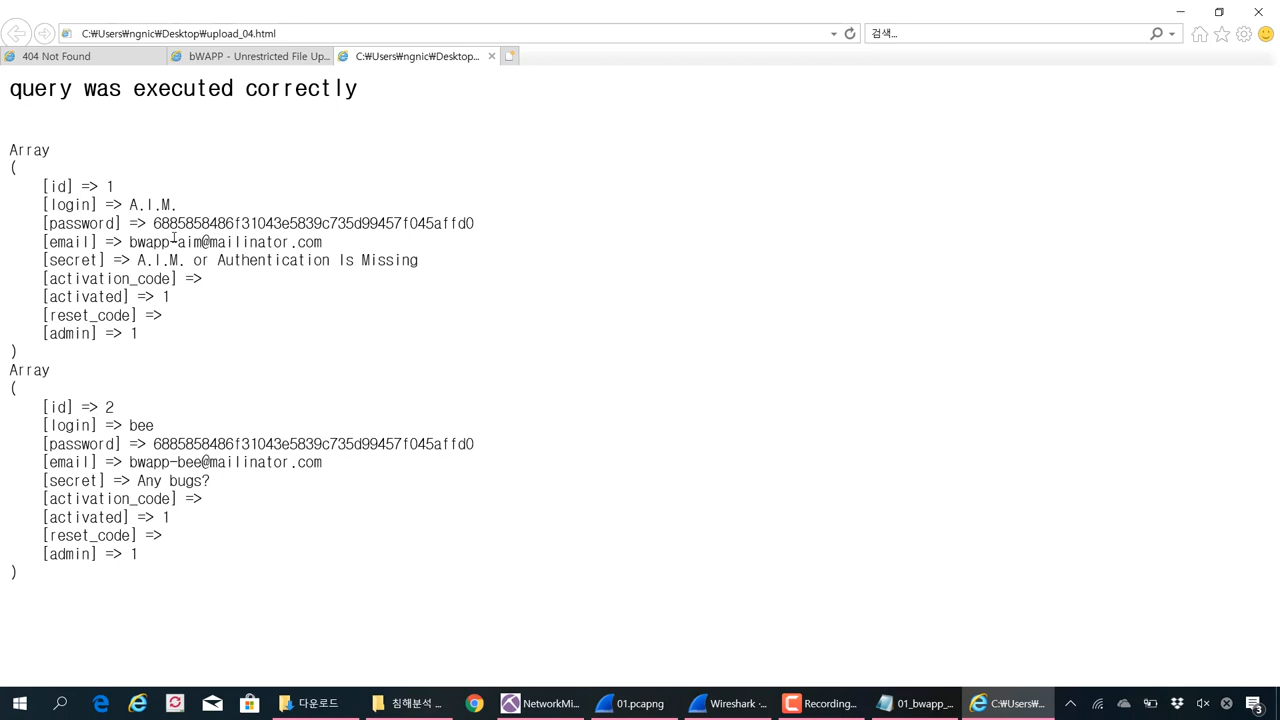 C:₩Users₩ngnic₩Desktop₩upload_04.html
검색...
404 Not Found
bWAPP - Unrestricted File Up...
C:₩Users₩ngnic₩Desktop...
query was executed correctly
Array
(
[id] => 1
[login] => A.I.M.
[password] => 6885858486f31043e5839c735d99457f045affd0
[email] => bwapp-aim@mailinator.com
[secret] => A.I.M. or Authentication Is Missing
[activation_code] =>
[activated] => 1
[reset_code] =>
[admin] => 1
)
Array
(
[id] => 2
[login] => bee
[password] => 6885858486f31043e5839c735d99457f045affd0
[email] => bwapp-bee@mailinator.com
[secret] => Any bugs?
[activation_code] =>
[activated] => 1
[reset_code] =>
[admin] => 1
)
다운로드
침해분석 ...
NetworkMi...
01.pcapng
Wireshark ·...
Recording...
01_bwapp_...
C:₩Users₩...
3